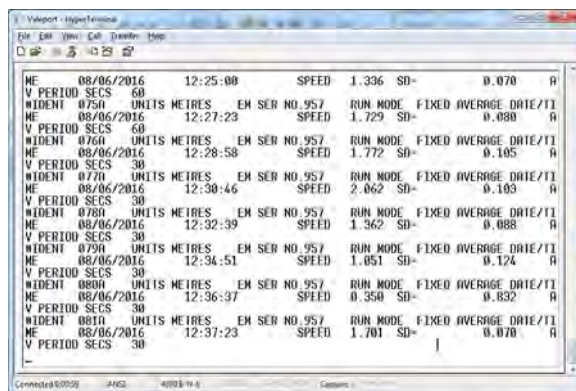 Valeport - HyperTerminal
File Edit View Call Transfer Help
ME 08/06/2016 12:25:00 SPEED 1.336 SD= 0.070 A
V PERIOD SECS 60
#IDENT 075A UNITS METRES EM SER NO.957 RUN MODE FIXED AVERAGE DATE/TI
ME 08/06/2016 12:27:23 SPEED 1.729 SD= 0.080 A
V PERIOD SECS 60
#IDENT 076A UNITS METRES EM SER NO.957 RUN MODE FIXED AVERAGE DATE/TI
ME 08/06/2016 12:28:58 SPEED 1.772 SD= 0.105 A
V PERIOD SECS 30
#IDENT 077A UNITS METRES EM SER NO.957 RUN MODE FIXED AVERAGE DATE/TI
ME 08/06/2016 12:30:46 SPEED 2.062 SD= 0.103 A
V PERIOD SECS 30
#IDENT 078A UNITS METRES EM SER NO.957 RUN MODE FIXED AVERAGE DATE/TI
ME 08/06/2016 12:32:39 SPEED 1.362 SD= 0.088 A
V PERIOD SECS 30
#IDENT 079A UNITS METRES EM SER NO.957 RUN MODE FIXED AVERAGE DATE/TI
ME 08/06/2016 12:34:51 SPEED 1.051 SD= 0.124 A
V PERIOD SECS 30
#IDENT 080A UNITS METRES EM SER NO.957 RUN MODE FIXED AVERAGE DATE/TI
ME 08/06/2016 12:36:37 SPEED 0.350 SD= 0.832 A
V PERIOD SECS 30
#IDENT 081A UNITS METRES EM SER NO.957 RUN MODE FIXED AVERAGE DATE/TI
ME 08/06/2016 12:37:23 SPEED 1.701 SD= 0.070 A
V PERIOD SECS 30
Connected ANSI